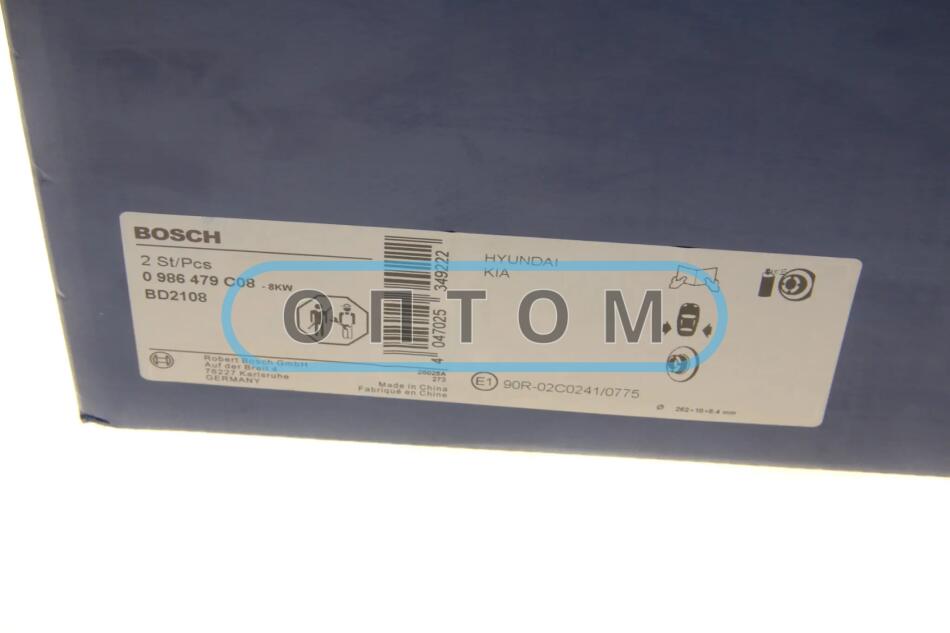 BOSCH
2 St/Pcs
0 986 479 C08 - 8KW
BD2108
4 047025 349222
HYUNDAI
KIA
ОПТОМ
Robert Bosch GmbH
Auf der Breit 4
76227 Karlsruhe
GERMANY
273
Made in China
Fabriqué en Chine
E1 90R-02C0241/0775